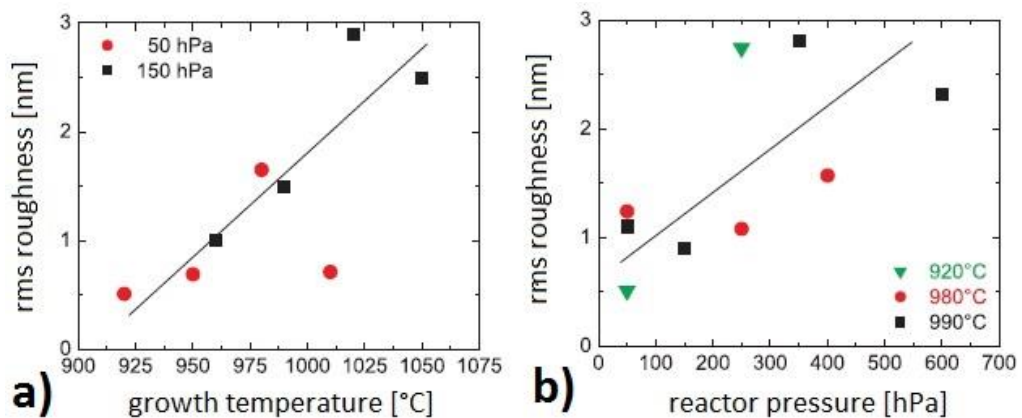 3
2
1
0
rms roughness [nm]
50 hPa
150 hPa
900 925 950 975 1000 1025 1050 1075
growth temperature [°C]
a)
3
2
1
0
rms roughness [nm]
920°C
980°C
990°C
0 100 200 300 400 500 600 700
reactor pressure [hPa]
b)